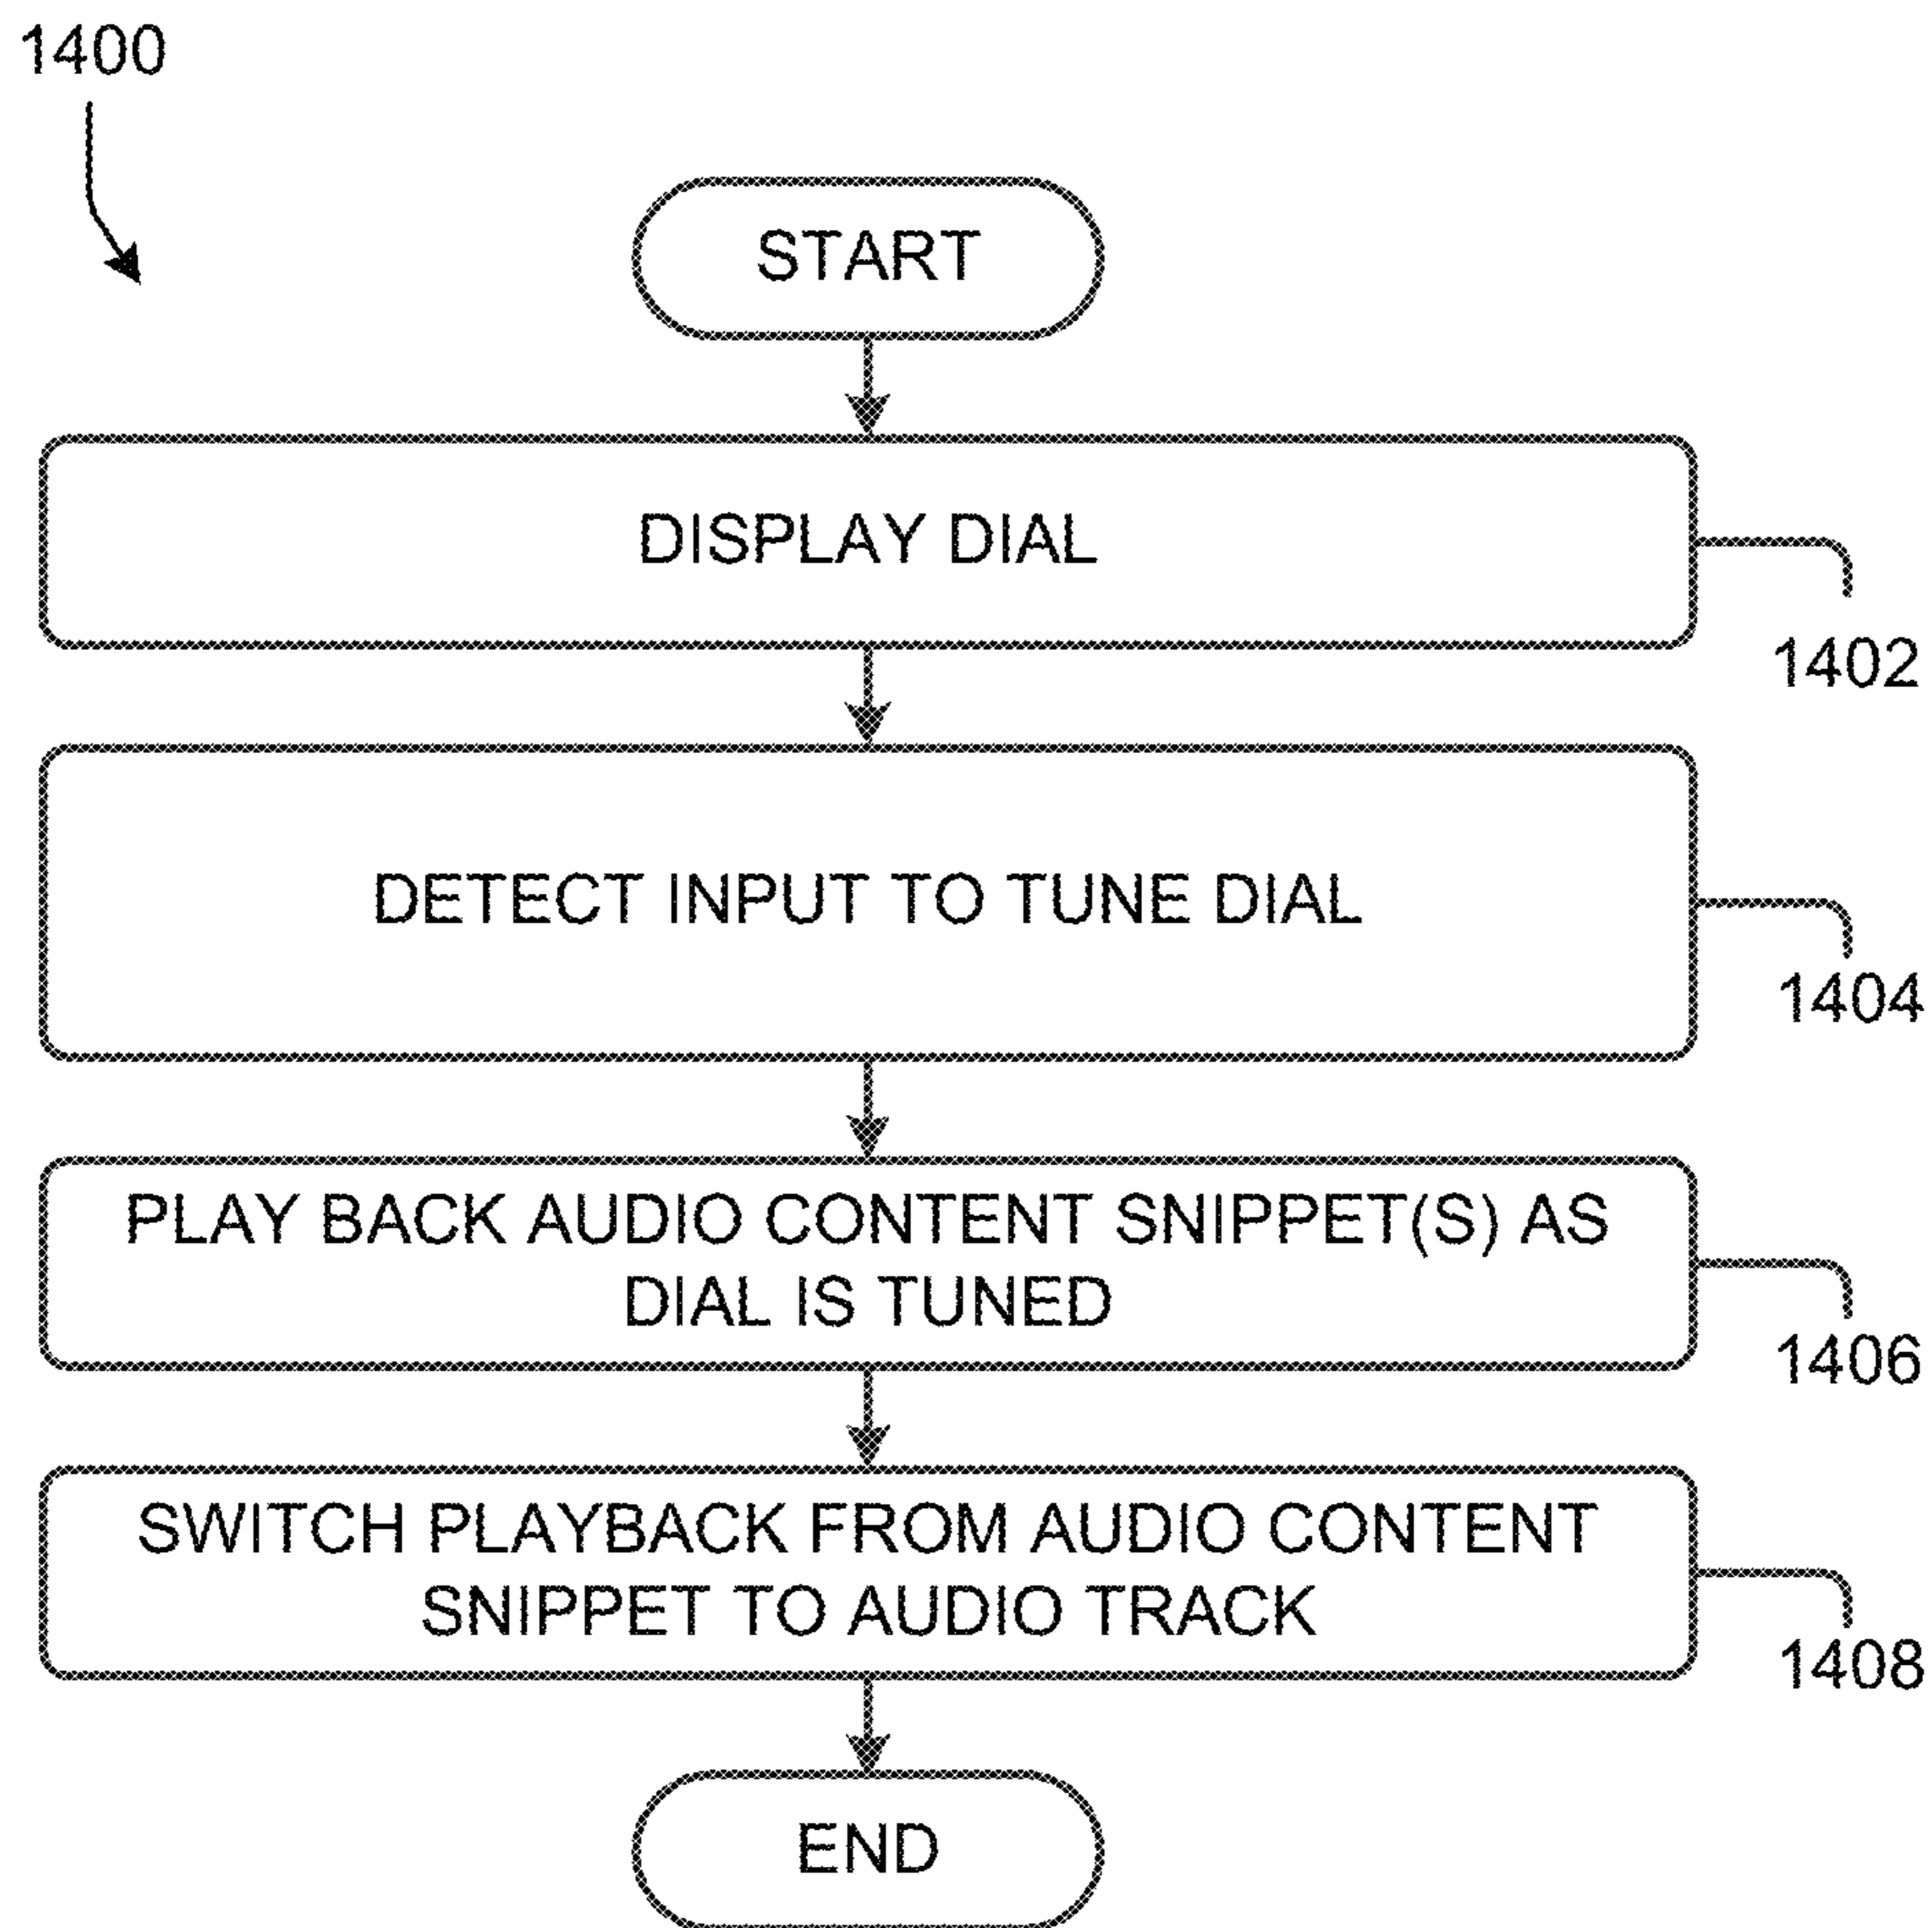 1400
START
DISPLAY DIAL
1402
DETECT INPUT TO TUNE DIAL
1404
PLAY BACK AUDIO CONTENT SNIPPET(S) AS
DIAL IS TUNED
1406
SWITCH PLAYBACK FROM AUDIO CONTENT
SNIPPET TO AUDIO TRACK
1408
END